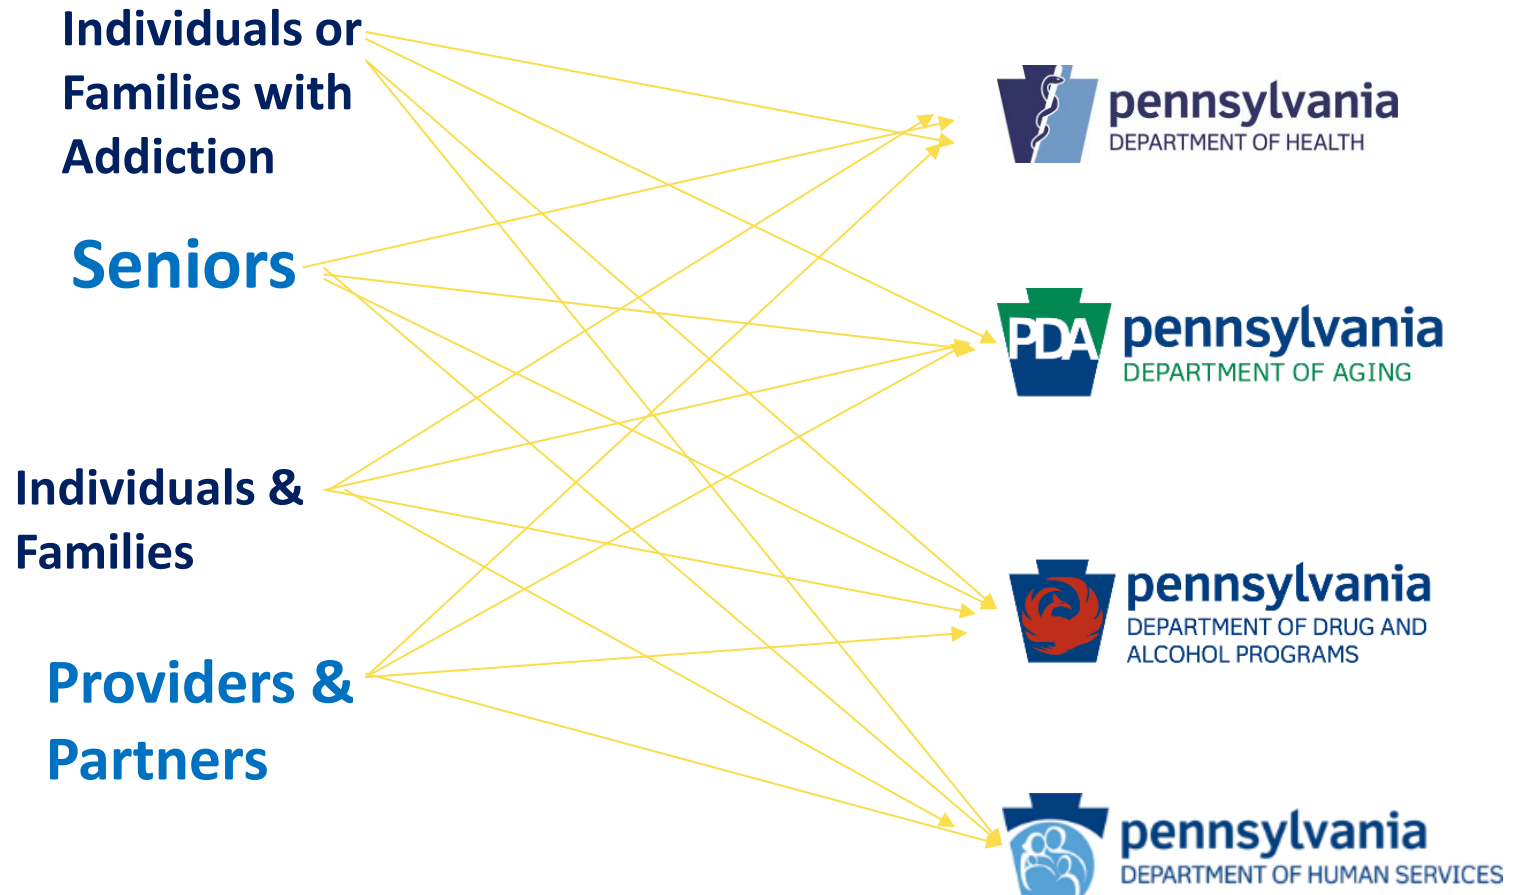 Individuals or
Families with
Addiction
Seniors
Individuals &
Families
Providers &
Partners
pennsylvania
DEPARTMENT OF HEALTH
PDA
pennsylvania
DEPARTMENT OF AGING
pennsylvania
DEPARTMENT OF DRUG AND
ALCOHOL PROGRAMS
pennsylvania
DEPARTMENT OF HUMAN SERVICES